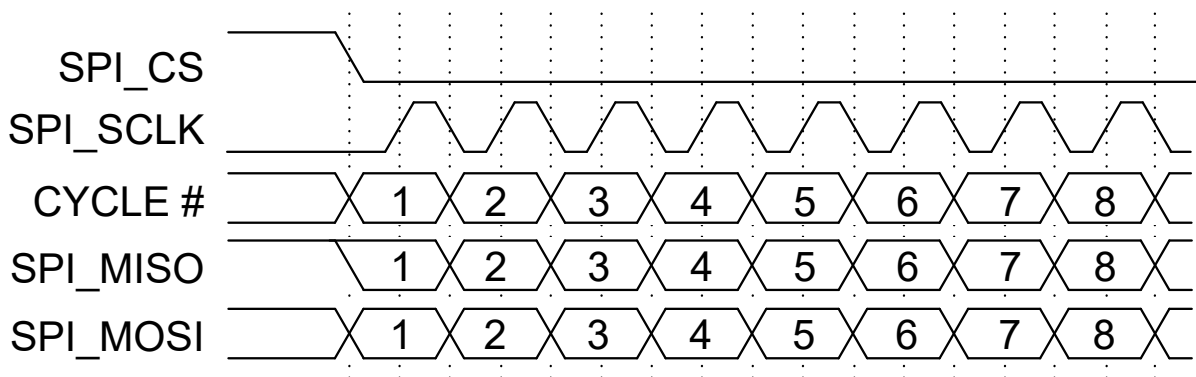 SPI_CS
SPI_SCLK
CYCLE # 1 2 3 4 5 6 7 8
SPI_MISO 1 2 3 4 5 6 7 8
SPI_MOSI 1 2 3 4 5 6 7 8